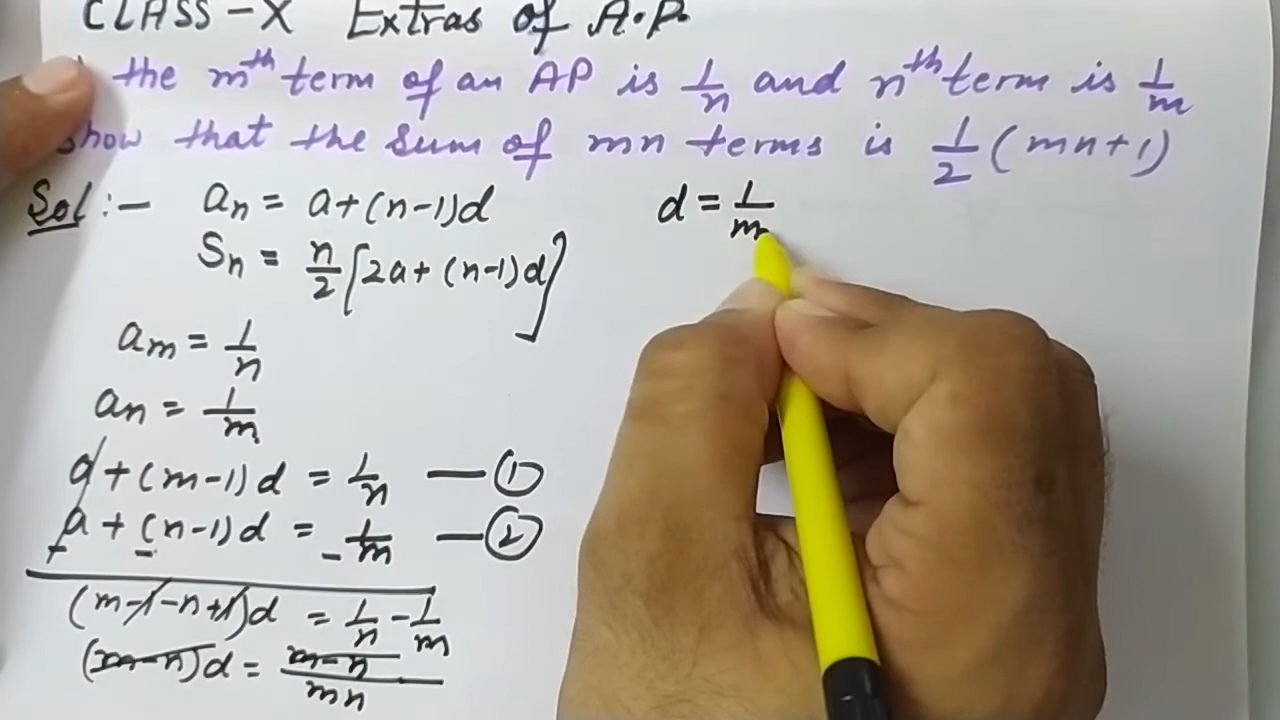 CLASS-X Extras of A.P.
the mth term of an AP is 1/n and nth term is 1/m
show that the sum of mn terms is 1/2 (mn+1)
Sol:- an = a+(n-1)d
Sn = n/2 [2a+(n-1)d]
am = 1/n
an = 1/m
a+(m-1)d = 1/n — ①
a+(n-1)d = 1/m — ②
- - -
(m-1-n+1)d = 1/n - 1/m
(m-n)d = m-n/mn
d = 1/m